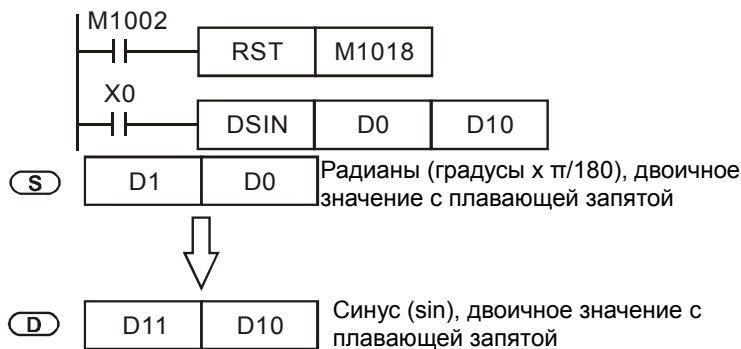 M1002
RST M1018
X0
DSIN D0 D10
S D1 D0 Радианы (градусы x π/180), двоичное
значение с плавающей запятой
D D11 D10 Синус (sin), двоичное значение с
плавающей запятой